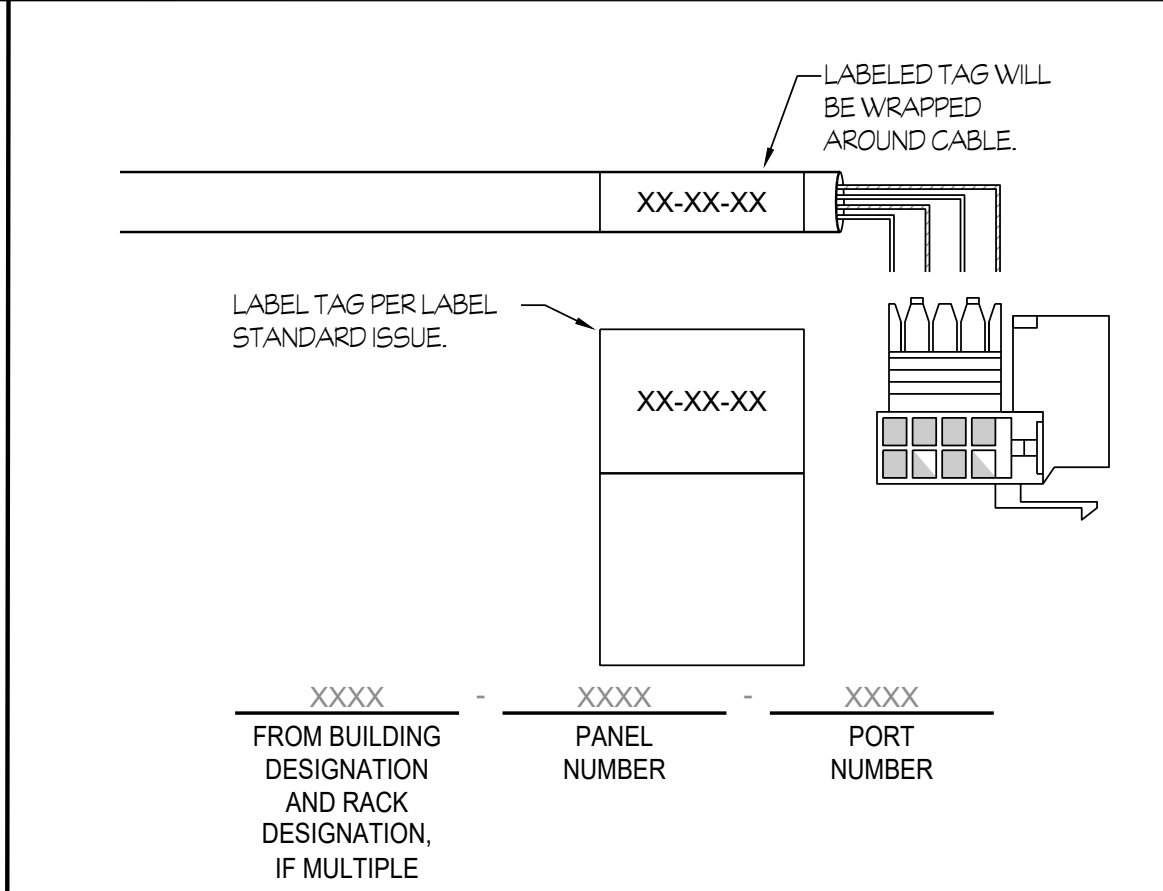 LABELED TAG WILL
BE WRAPPED
AROUND CABLE.
XX-XX-XX
LABEL TAG PER LABEL
STANDARD ISSUE.
XX-XX-XX
XXXX - XXXX - XXXX
FROM BUILDING
DESIGNATION
AND RACK
DESIGNATION,
IF MULTIPLE
PANEL
NUMBER
PORT
NUMBER